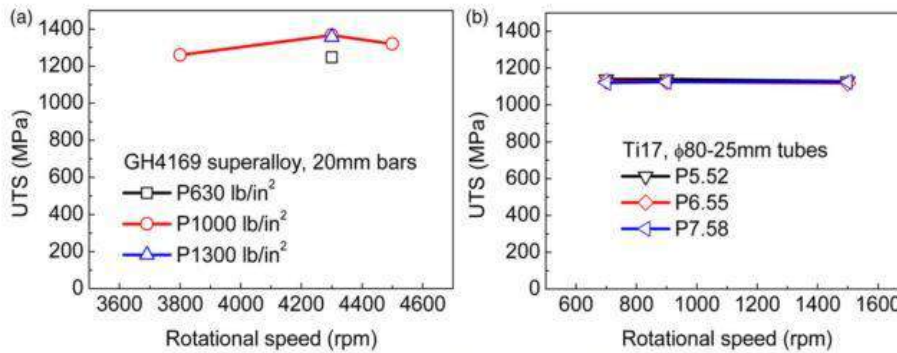 (a)
1400
1200
1000
800
600
400
200
0
UTS (MPa)
GH4169 superalloy, 20mm bars
P630 lb/in²
P1000 lb/in²
P1300 lb/in²
3600 3800 4000 4200 4400 4600
Rotational speed (rpm)
(b)
1400
1200
1000
800
600
400
200
0
UTS (MPa)
Ti17, ϕ80-25mm tubes
P5.52
P6.55
P7.58
600 800 1000 1200 1400 1600
Rotational speed (rpm)